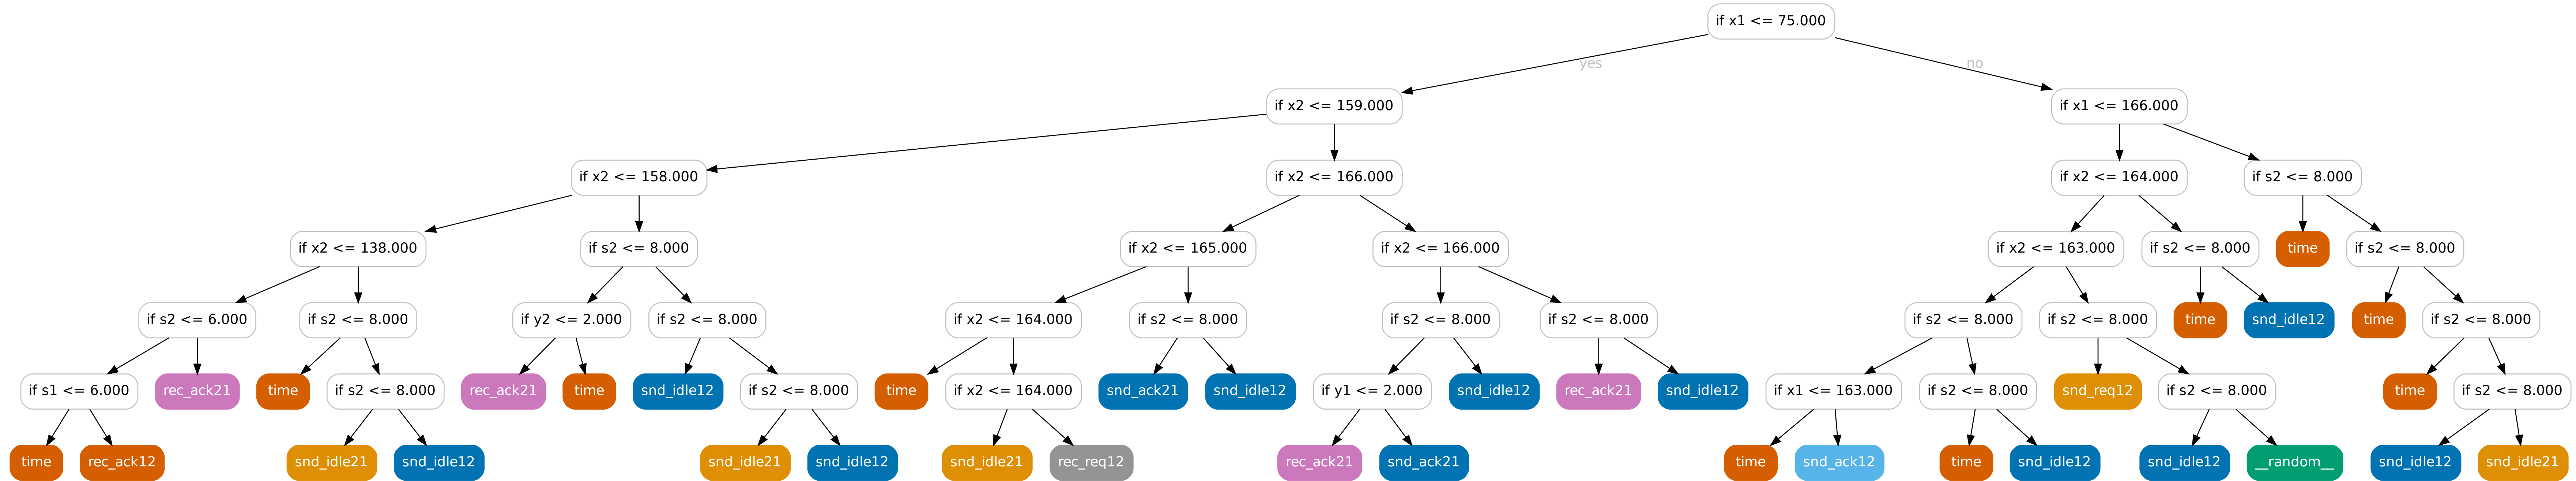 if x1 <= 75.000
yes
no
if x2 <= 159.000
if x1 <= 166.000
if x2 <= 158.000
if x2 <= 166.000
if x2 <= 164.000
if s2 <= 8.000
if x2 <= 138.000
if s2 <= 8.000
if x2 <= 165.000
if x2 <= 166.000
if x2 <= 163.000
if s2 <= 8.000
time
if s2 <= 8.000
if s2 <= 6.000
if s2 <= 8.000
if y2 <= 2.000
if s2 <= 8.000
if x2 <= 164.000
if s2 <= 8.000
if s2 <= 8.000
if s2 <= 8.000
if s2 <= 8.000
if s2 <= 8.000
time
snd_idle12
time
if s2 <= 8.000
if s1 <= 6.000
rec_ack21
time
if s2 <= 8.000
rec_ack21
time
snd_idle12
if s2 <= 8.000
time
if x2 <= 164.000
snd_ack21
snd_idle12
if y1 <= 2.000
snd_idle12
rec_ack21
snd_idle12
if x1 <= 163.000
if s2 <= 8.000
snd_req12
if s2 <= 8.000
time
if s2 <= 8.000
time
rec_ack12
snd_idle21
snd_idle12
snd_idle21
snd_idle12
snd_idle21
rec_req12
rec_ack21
snd_ack21
time
snd_ack12
time
snd_idle12
snd_idle12
__random__
snd_idle12
snd_idle21